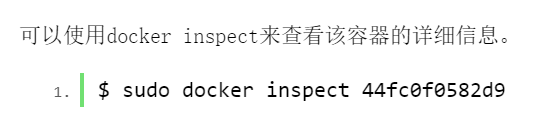 可以使用docker inspect来查看该容器的详细信息。
1. $ sudo docker inspect 44fc0f0582d9